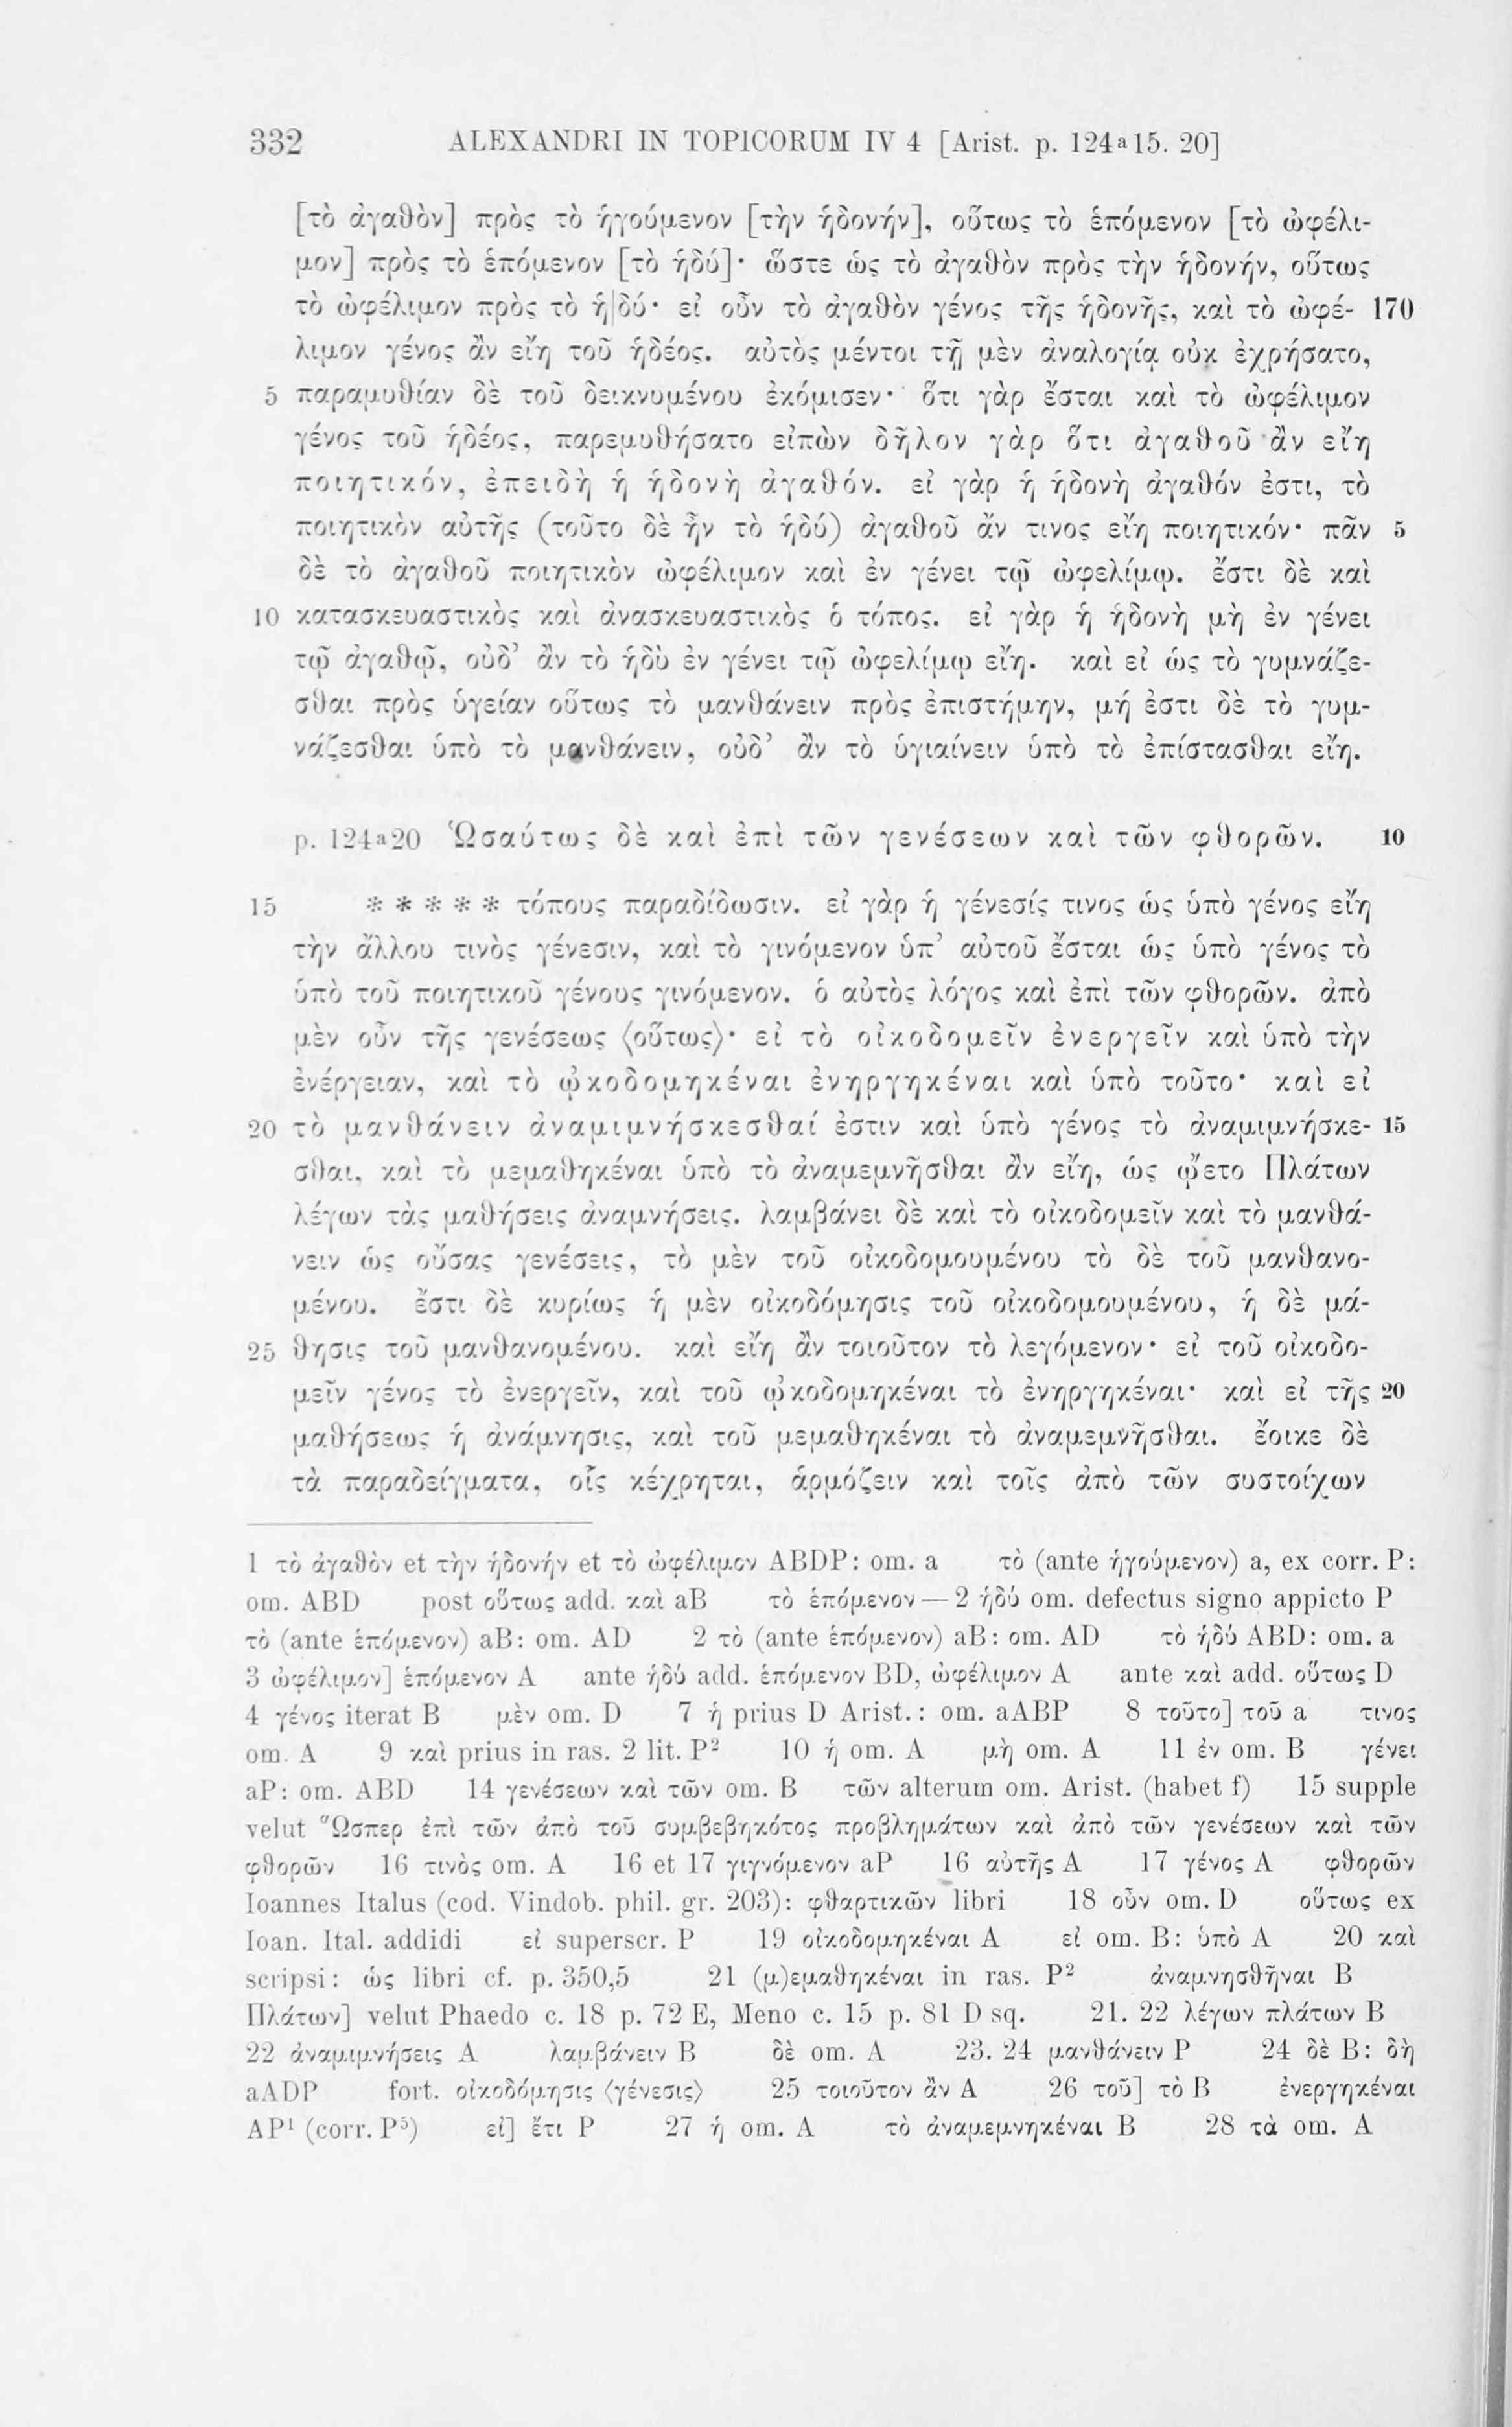 332 ALEXANDRI IN TOPICORUM IV 4 [Arist. p. 124ᵃ15. 20]
[τὸ ἀγαθὸν] πρὸς τὸ ἡγούμενον [τὴν ἡδονήν], οὕτως τὸ ἑπόμενον [τὸ ὠφέλι-
μον] πρὸς τὸ ἑπόμενον [τὸ ἡδύ]· ὥστε ὡς τὸ ἀγαθὸν πρὸς τὴν ἡδονήν, οὕτως
τὸ ὠφέλιμον πρὸς τὸ ἡ|δύ· εἰ οὖν τὸ ἀγαθὸν γένος τῆς ἡδονῆς, καὶ τὸ ὠφέ- 170
λιμον γένος ἂν εἴη τοῦ ἡδέος. αὐτὸς μέντοι τῇ μὲν ἀναλογίᾳ οὐκ ἐχρήσατο,
5 παραμυθίαν δὲ τοῦ δεικνυμένου ἐκόμισεν· ὅτι γὰρ ἔσται καὶ τὸ ὠφέλιμον
γένος τοῦ ἡδέος, παρεμυθήσατο εἰπὼν δῆλον γὰρ ὅτι ἀγαθοῦ ἂν εἴη
ποιητικόν, ἐπειδὴ ἡ ἡδονὴ ἀγαθόν. εἰ γὰρ ἡ ἡδονὴ ἀγαθόν ἐστι, τὸ
ποιητικὸν αὐτῆς (τοῦτο δὲ ἦν τὸ ἡδύ) ἀγαθοῦ ἄν τινος εἴη ποιητικόν· πᾶν 5
δὲ τὸ ἀγαθοῦ ποιητικὸν ὠφέλιμον καὶ ἐν γένει τῷ ὠφελίμῳ. ἔστι δὲ καὶ
10 κατασκευαστικὸς καὶ ἀνασκευαστικὸς ὁ τόπος. εἰ γὰρ ἡ ἡδονὴ μὴ ἐν γένει
τῷ ἀγαθῷ, οὐδ’ ἂν τὸ ἡδὺ ἐν γένει τῷ ὠφελίμῳ εἴη. καὶ εἰ ὡς τὸ γυμνάζε-
σθαι πρὸς ὑγείαν οὕτως τὸ μανθάνειν πρὸς ἐπιστήμην, μή ἐστι δὲ τὸ γυμ-
νάζεσθαι ὑπὸ τὸ μανθάνειν, οὐδ’ ἂν τὸ ὑγιαίνειν ὑπὸ τὸ ἐπίστασθαι εἴη.
p. 124ᵃ20 Ὡσαύτως δὲ καὶ ἐπὶ τῶν γενέσεων καὶ τῶν φθορῶν. 10
15 * * * * * τόπους παραδίδωσιν. εἰ γὰρ ἡ γένεσίς τινος ὡς ὑπὸ γένος εἴη
τὴν ἄλλου τινὸς γένεσιν, καὶ τὸ γινόμενον ὑπ’ αὐτοῦ ἔσται ὡς ὑπὸ γένος τὸ
ὑπὸ τοῦ ποιητικοῦ γένους γινόμενον. ὁ αὐτὸς λόγος καὶ ἐπὶ τῶν φθορῶν. ἀπὸ
μὲν οὖν τῆς γενέσεως ⟨οὕτως⟩· εἰ τὸ οἰκοδομεῖν ἐνεργεῖν καὶ ὑπὸ τὴν
ἐνέργειαν, καὶ τὸ ᾠκοδομηκέναι ἐνηργηκέναι καὶ ὑπὸ τοῦτο· καὶ εἰ
20 τὸ μανθάνειν ἀναμιμνήσκεσθαί ἐστιν καὶ ὑπὸ γένος τὸ ἀναμιμνήσκε- 15
σθαι, καὶ τὸ μεμαθηκέναι ὑπὸ τὸ ἀναμεμνῆσθαι ἂν εἴη, ὡς ᾤετο Πλάτων
λέγων τὰς μαθήσεις ἀναμνήσεις. λαμβάνει δὲ καὶ τὸ οἰκοδομεῖν καὶ τὸ μανθά-
νειν ὡς οὔσας γενέσεις, τὸ μὲν τοῦ οἰκοδομουμένου τὸ δὲ τοῦ μανθανο-
μένου. ἔστι δὲ κυρίως ἡ μὲν οἰκοδόμησις τοῦ οἰκοδομουμένου, ἡ δὲ μά-
25 θησις τοῦ μανθανομένου. καὶ εἴη ἂν τοιοῦτον τὸ λεγόμενον· εἰ τοῦ οἰκοδο-
μεῖν γένος τὸ ἐνεργεῖν, καὶ τοῦ ᾠκοδομηκέναι τὸ ἐνηργηκέναι· καὶ εἰ τῆς 20
μαθήσεως ἡ ἀνάμνησις, καὶ τοῦ μεμαθηκέναι τὸ ἀναμεμνῆσθαι. ἔοικε δὲ
τὰ παραδείγματα, οἷς κέχρηται, ἁρμόζειν καὶ τοῖς ἀπὸ τῶν συστοίχων
1 τὸ ἀγαθὸν et τὴν ἡδονήν et τὸ ὠφέλιμον ABDP: om. a τὸ (ante ἡγούμενον) a, ex corr. P:
om. ABD post οὕτως add. καὶ aB τὸ ἑπόμενον — 2 ἡδύ om. defectus signo appicto P
τὸ (ante ἑπόμενον) aB: om. AD 2 τὸ (ante ἑπόμενον) aB: om. AD τὸ ἡδύ ABD: om. a
3 ὠφέλιμον] ἑπόμενον A ante ἡδύ add. ἑπόμενον BD, ὠφέλιμον A ante καὶ add. οὕτως D
4 γένος iterat B μὲν om. D 7 ἡ prius D Arist.: om. aABP 8 τοῦτο] τοῦ a τινος
om. A 9 καὶ prius in ras. 2 lit. P² 10 ἡ om. A μὴ om. A 11 ἐν om. B γένει
aP: om. ABD 14 γενέσεων καὶ τῶν om. B τῶν alterum om. Arist. (habet f) 15 supple
velut Ὥσπερ ἐπὶ τῶν ἀπὸ τοῦ συμβεβηκότος προβλημάτων καὶ ἀπὸ τῶν γενέσεων καὶ τῶν
φθορῶν 16 τινὸς om. A 16 et 17 γιγνόμενον aP 16 αὐτῆς A 17 γένος A φθορῶν
Ioannes Italus (cod. Vindob. phil. gr. 203): φθαρτικῶν libri 18 οὖν om. D οὕτως ex
Ioan. Ital. addidi εἰ superscr. P 19 οἰκοδομηκέναι A εἰ om. B: ὑπὸ A 20 καὶ
scripsi: ὡς libri cf. p. 350,5 21 (μ)εμαθηκέναι in ras. P² ἀναμνησθῆναι B
Πλάτων] velut Phaedo c. 18 p. 72 E, Meno c. 15 p. 81 D sq. 21. 22 λέγων πλάτων B
22 ἀναμιμνήσεις A λαμβάνειν B δὲ om. A 23. 24 μανθάνειν P 24 δὲ B: δὴ
aADP fort. οἰκοδόμησις ⟨γένεσις⟩ 25 τοιοῦτον ἂν A 26 τοῦ] τὸ B ἐνεργηκέναι
AP¹ (corr. P⁵) εἰ] ἔτι P 27 ἡ om. A τὸ ἀναμεμνηκέναι B 28 τὰ om. A